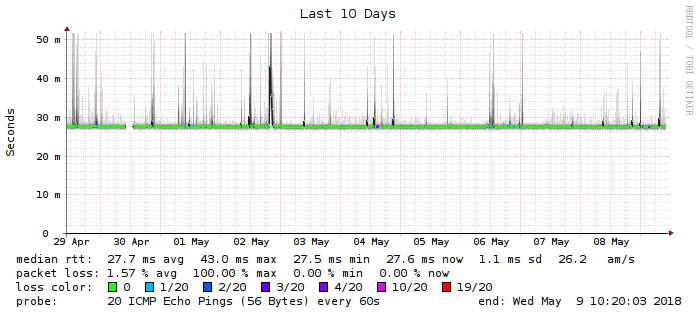 Last 10 Days
RRDTOOL / TOBI OETIKER
Seconds
50 m
40 m
30 m
20 m
10 m
0
29 Apr 30 Apr 01 May 02 May 03 May 04 May 05 May 06 May 07 May 08 May
median rtt: 27.7 ms avg 43.0 ms max 27.5 ms min 27.6 ms now 1.1 ms sd 26.2 am/s
packet loss: 1.57 % avg 100.00 % max 0.00 % min 0.00 % now
loss color: 0 1/20 2/20 3/20 4/20 10/20 19/20
probe: 20 ICMP Echo Pings (56 Bytes) every 60s end: Wed May 9 10:20:03 2018